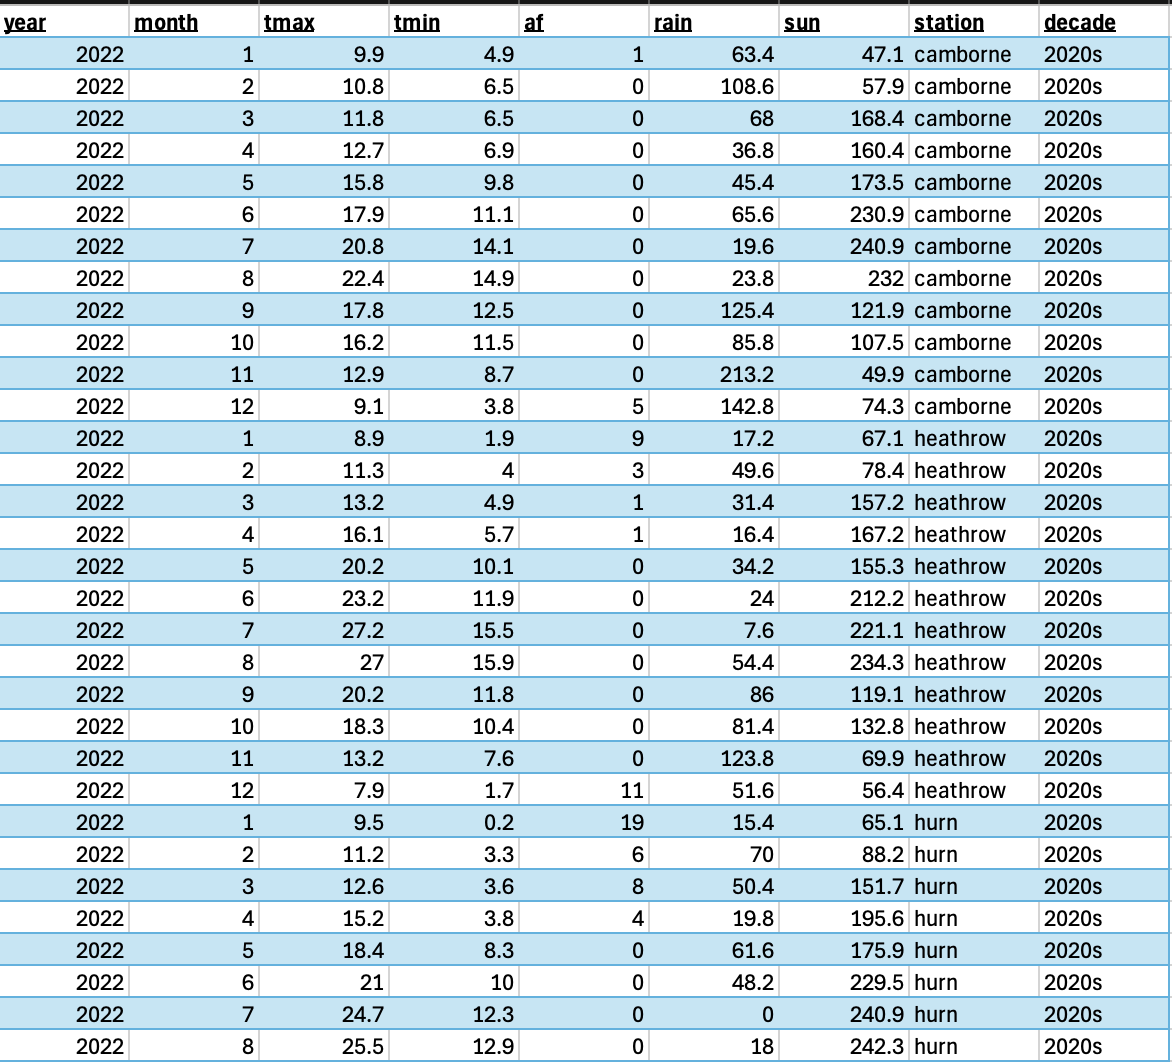 year month tmax tmin af rain sun station decade
2022 1 9.9 4.9 1 63.4 47.1 camborne 2020s
2022 2 10.8 6.5 0 108.6 57.9 camborne 2020s
2022 3 11.8 6.5 0 68 168.4 camborne 2020s
2022 4 12.7 6.9 0 36.8 160.4 camborne 2020s
2022 5 15.8 9.8 0 45.4 173.5 camborne 2020s
2022 6 17.9 11.1 0 65.6 230.9 camborne 2020s
2022 7 20.8 14.1 0 19.6 240.9 camborne 2020s
2022 8 22.4 14.9 0 23.8 232 camborne 2020s
2022 9 17.8 12.5 0 125.4 121.9 camborne 2020s
2022 10 16.2 11.5 0 85.8 107.5 camborne 2020s
2022 11 12.9 8.7 0 213.2 49.9 camborne 2020s
2022 12 9.1 3.8 5 142.8 74.3 camborne 2020s
2022 1 8.9 1.9 9 17.2 67.1 heathrow 2020s
2022 2 11.3 4 3 49.6 78.4 heathrow 2020s
2022 3 13.2 4.9 1 31.4 157.2 heathrow 2020s
2022 4 16.1 5.7 1 16.4 167.2 heathrow 2020s
2022 5 20.2 10.1 0 34.2 155.3 heathrow 2020s
2022 6 23.2 11.9 0 24 212.2 heathrow 2020s
2022 7 27.2 15.5 0 7.6 221.1 heathrow 2020s
2022 8 27 15.9 0 54.4 234.3 heathrow 2020s
2022 9 20.2 11.8 0 86 119.1 heathrow 2020s
2022 10 18.3 10.4 0 81.4 132.8 heathrow 2020s
2022 11 13.2 7.6 0 123.8 69.9 heathrow 2020s
2022 12 7.9 1.7 11 51.6 56.4 heathrow 2020s
2022 1 9.5 0.2 19 15.4 65.1 hurn 2020s
2022 2 11.2 3.3 6 70 88.2 hurn 2020s
2022 3 12.6 3.6 8 50.4 151.7 hurn 2020s
2022 4 15.2 3.8 4 19.8 195.6 hurn 2020s
2022 5 18.4 8.3 0 61.6 175.9 hurn 2020s
2022 6 21 10 0 48.2 229.5 hurn 2020s
2022 7 24.7 12.3 0 0 240.9 hurn 2020s
2022 8 25.5 12.9 0 18 242.3 hurn 2020s